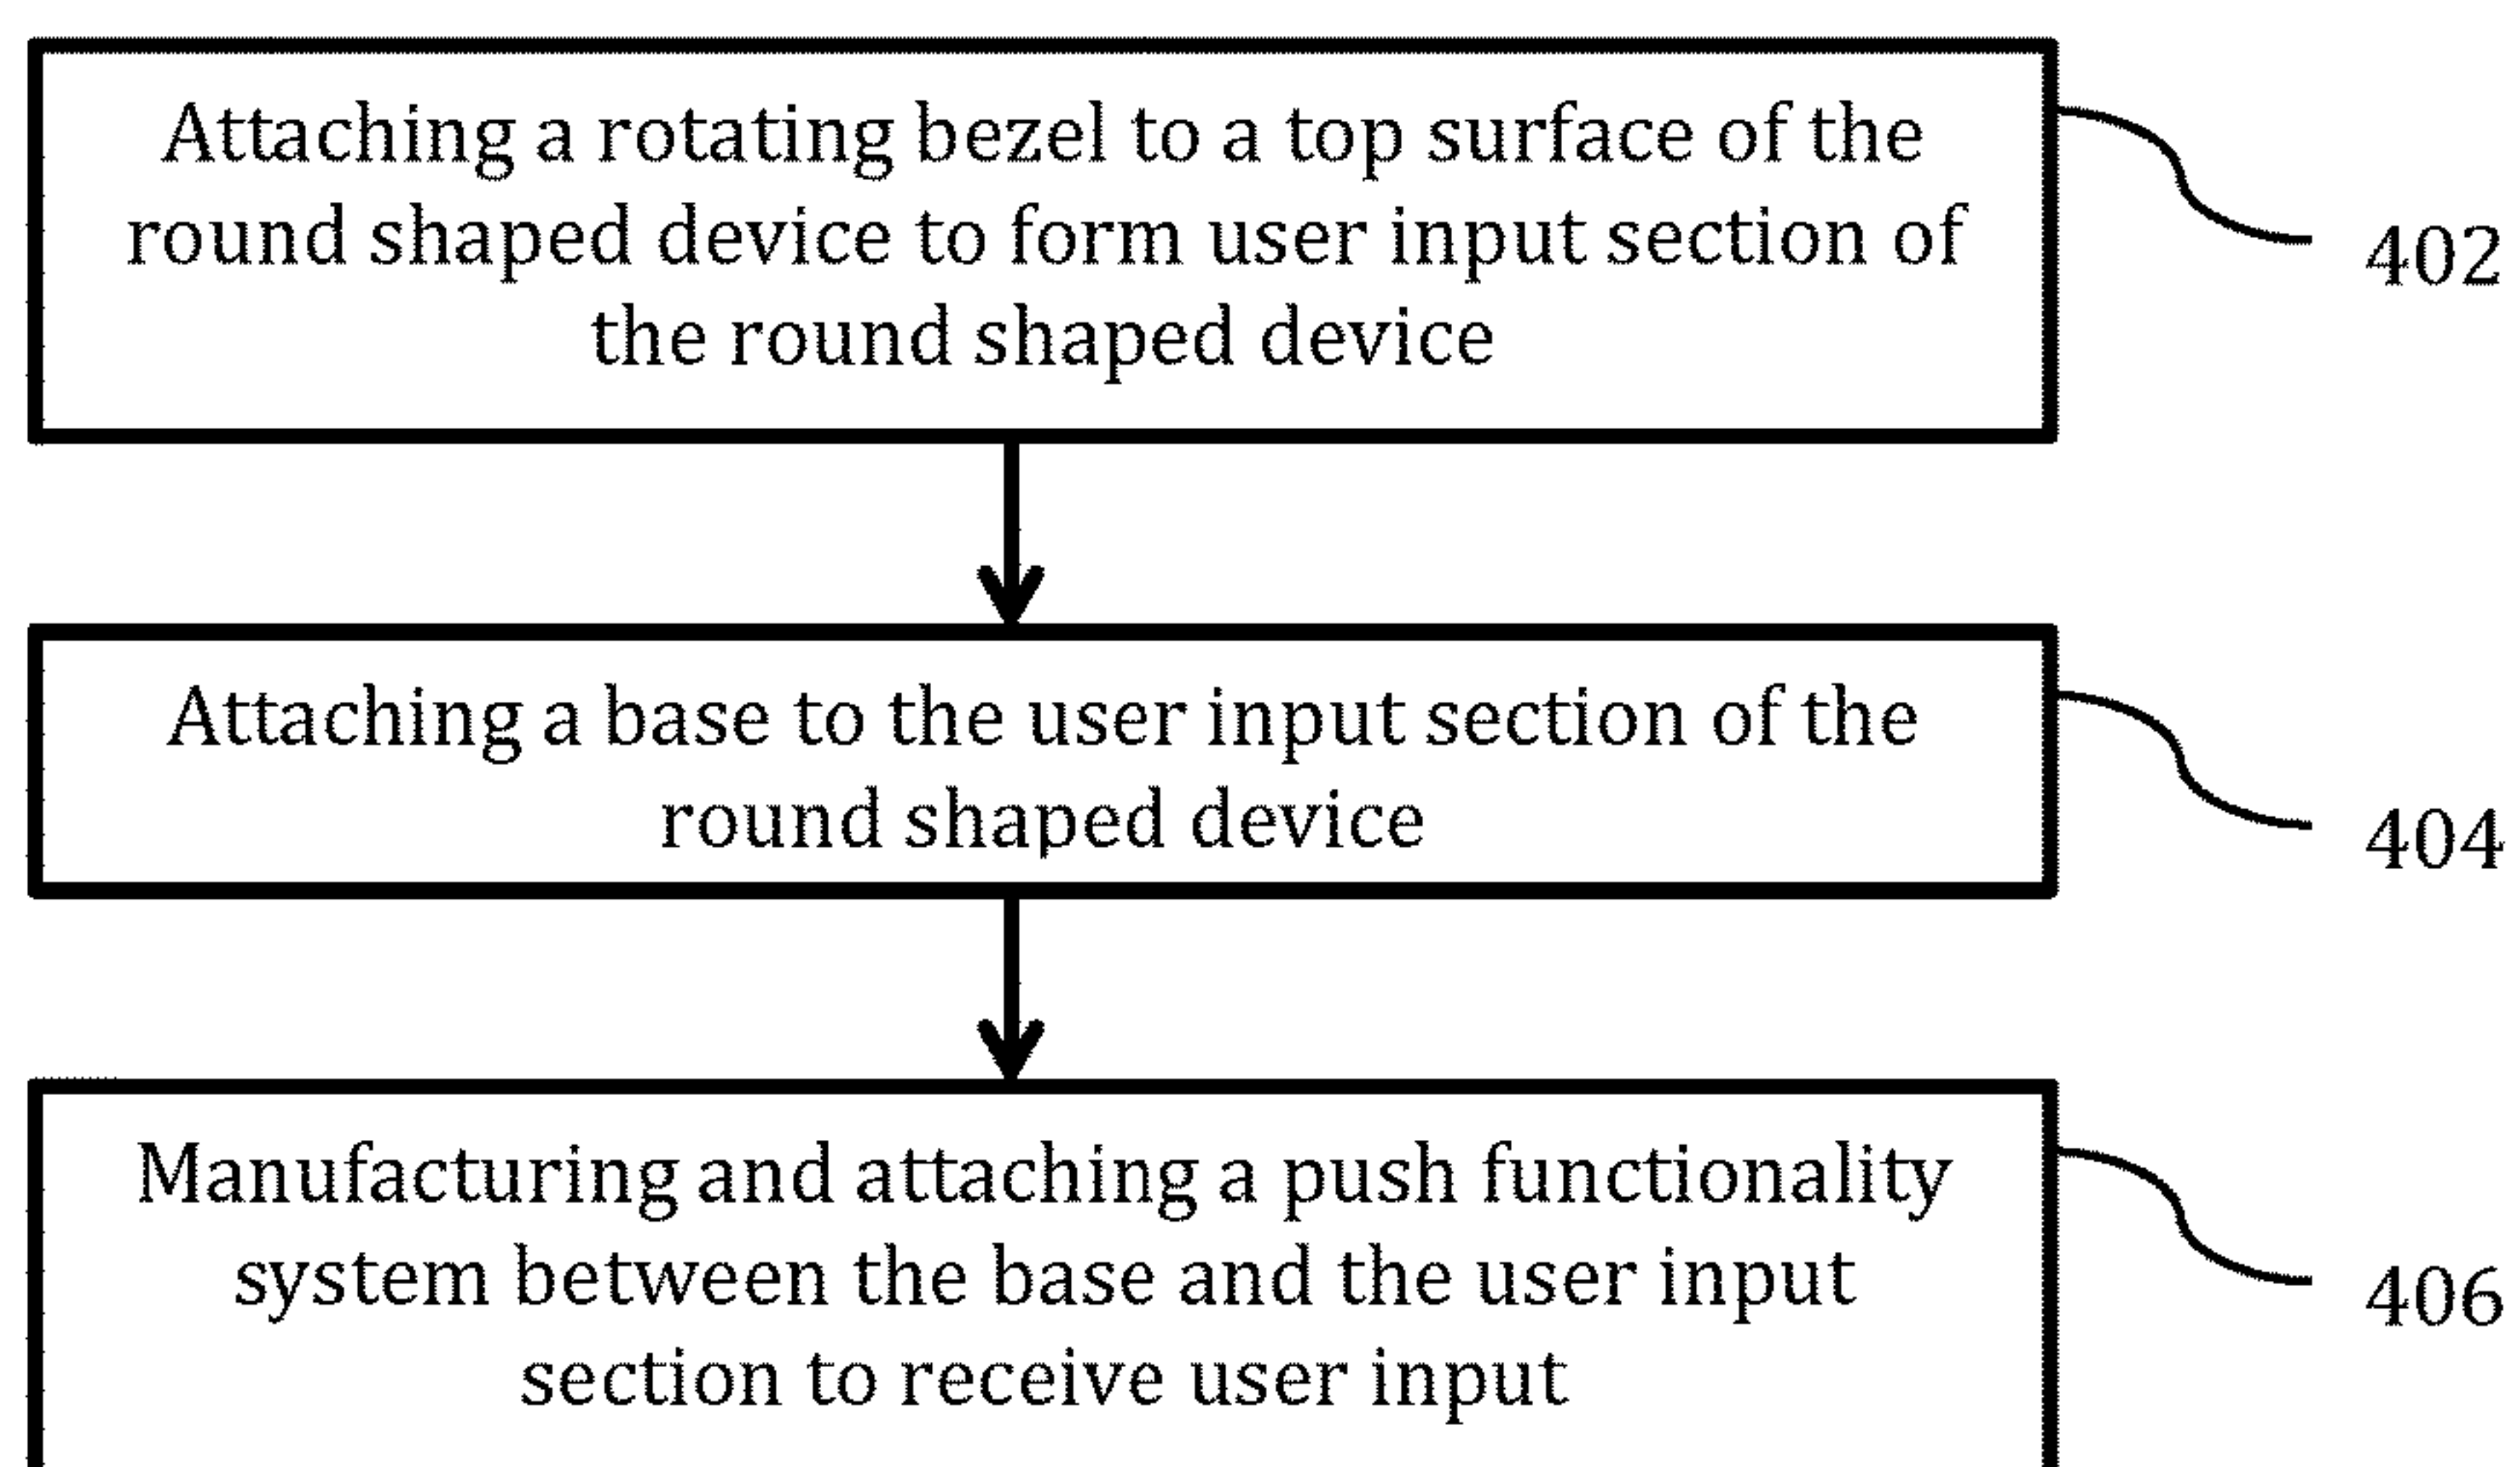 Attaching a rotating bezel to a top surface of the
round shaped device to form user input section of
the round shaped device
402
Attaching a base to the user input section of the
round shaped device
404
Manufacturing and attaching a push functionality
system between the base and the user input
section to receive user input
406